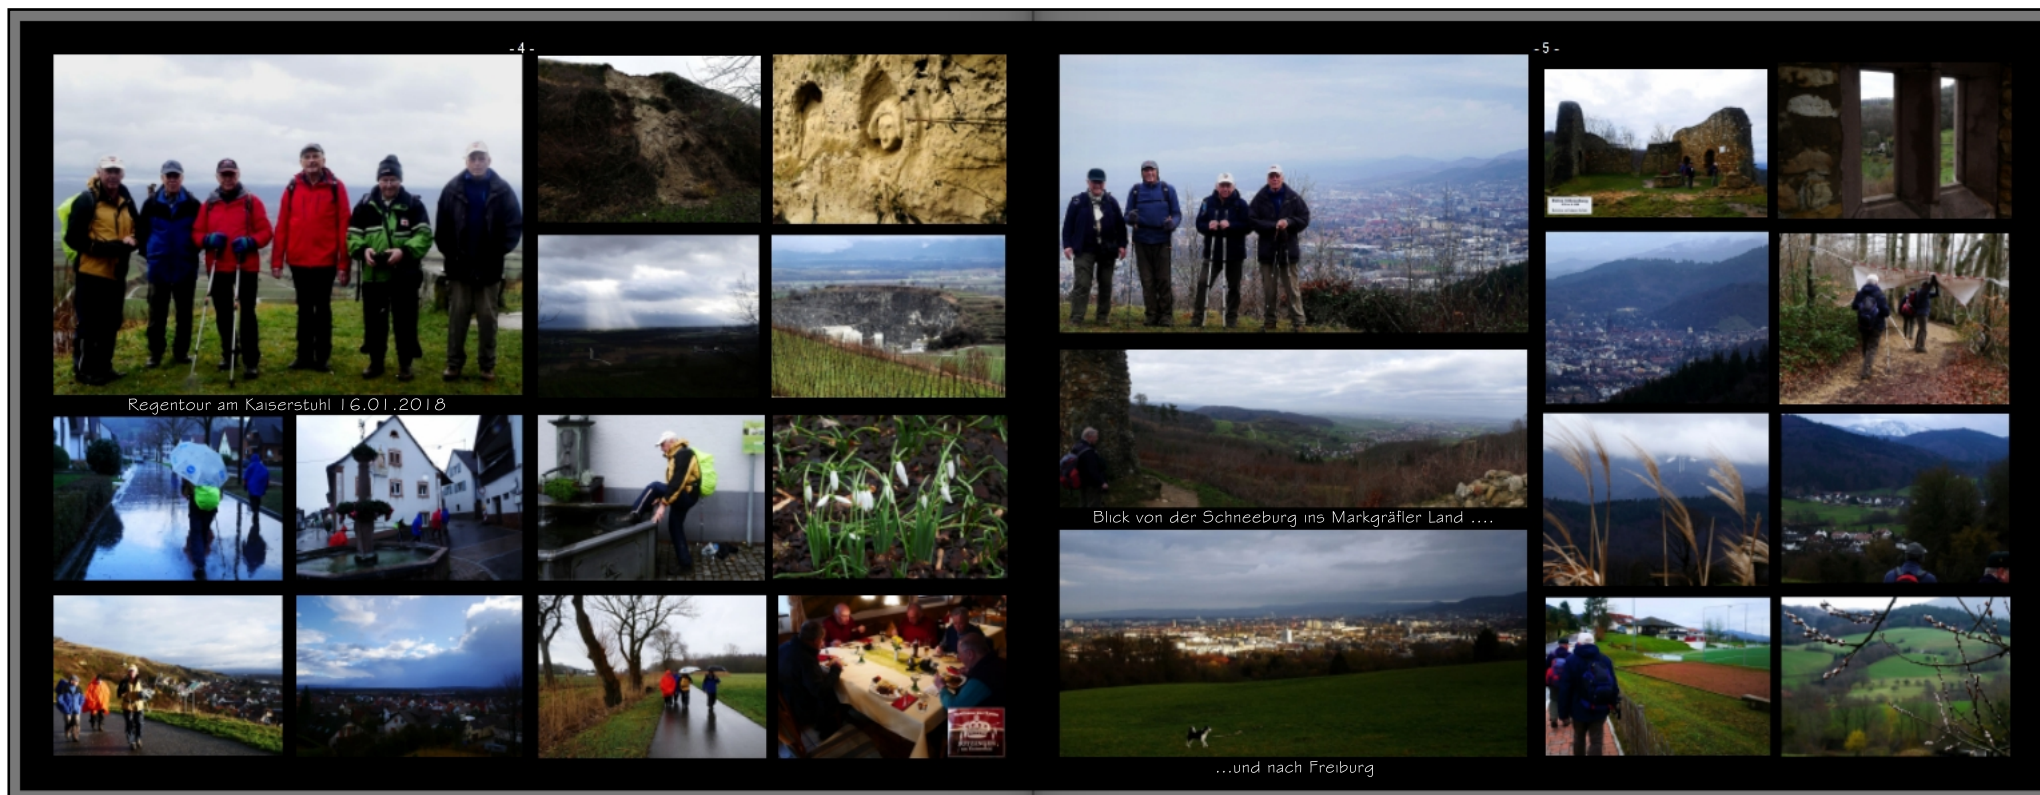 - 4 -
Regentour am Kaiserstuhl 16.01.2018
- 5 -
Blick von der Schneeburg ins Markgräfler Land ....
...und nach Freiburg